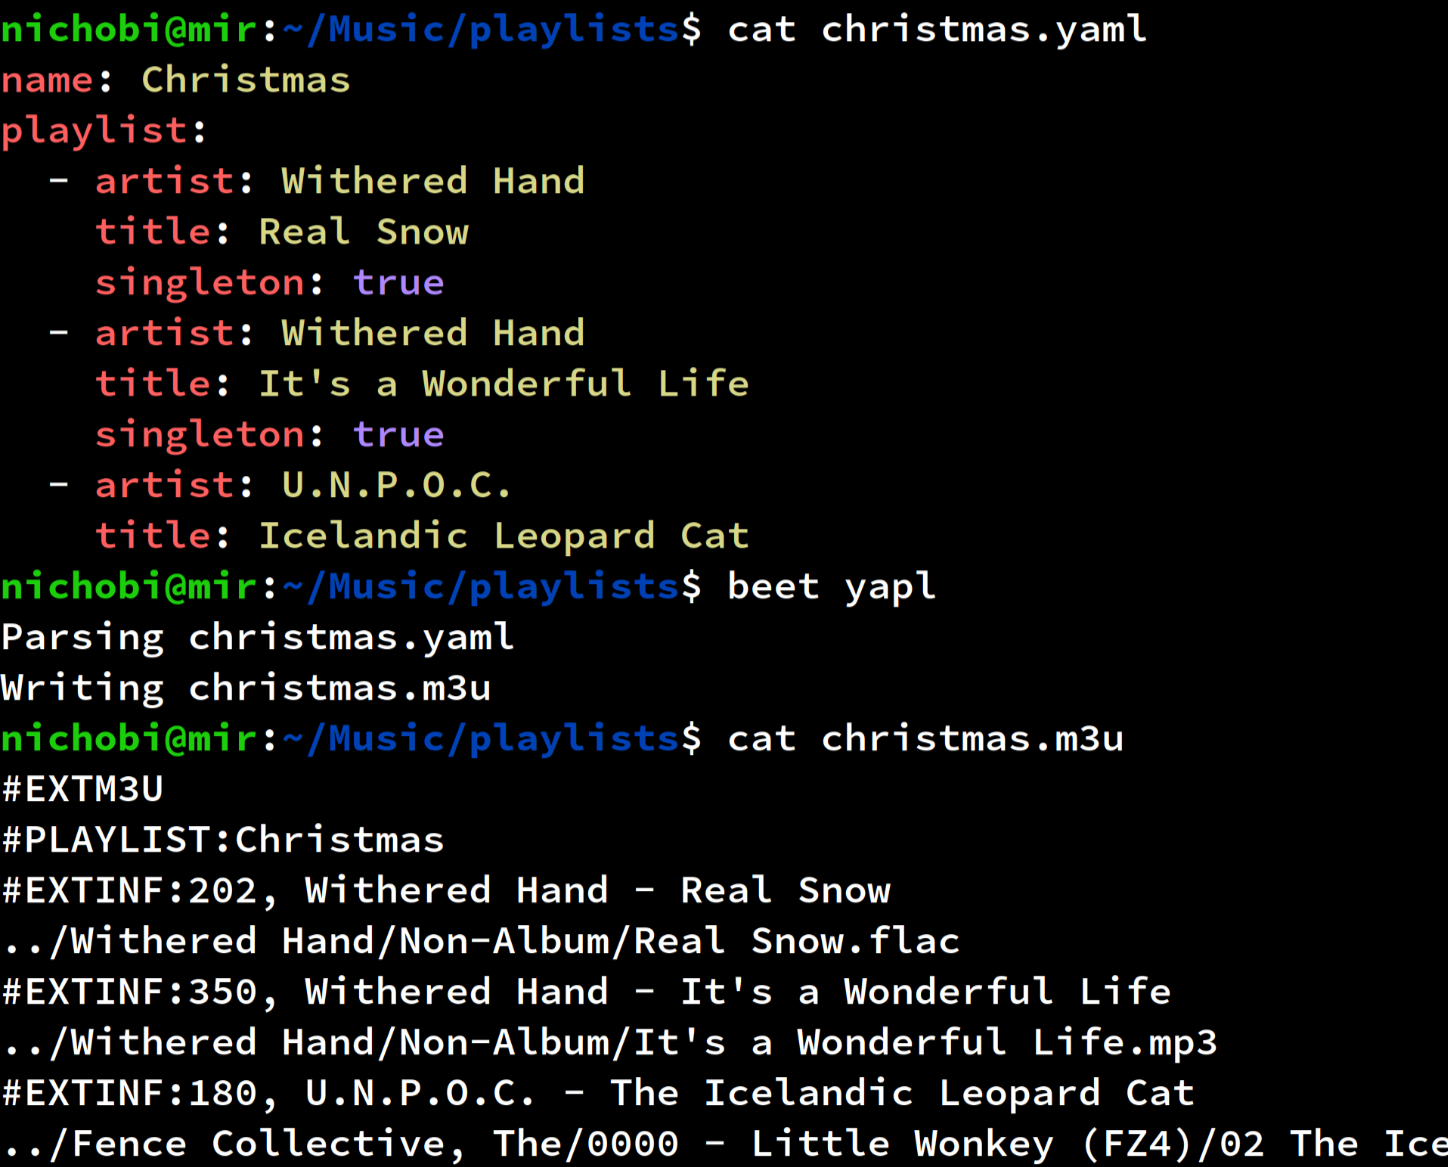 nichobi@mir:~/Music/playlists$ cat christmas.yaml
name: Christmas
playlist:
  - artist: Withered Hand
    title: Real Snow
    singleton: true
  - artist: Withered Hand
    title: It's a Wonderful Life
    singleton: true
  - artist: U.N.P.O.C.
    title: Icelandic Leopard Cat
nichobi@mir:~/Music/playlists$ beet yapl
Parsing christmas.yaml
Writing christmas.m3u
nichobi@mir:~/Music/playlists$ cat christmas.m3u
#EXTM3U
#PLAYLIST:Christmas
#EXTINF:202, Withered Hand - Real Snow
../Withered Hand/Non-Album/Real Snow.flac
#EXTINF:350, Withered Hand - It's a Wonderful Life
../Withered Hand/Non-Album/It's a Wonderful Life.mp3
#EXTINF:180, U.N.P.O.C. - The Icelandic Leopard Cat
../Fence Collective, The/0000 - Little Wonkey (FZ4)/02 The Ice